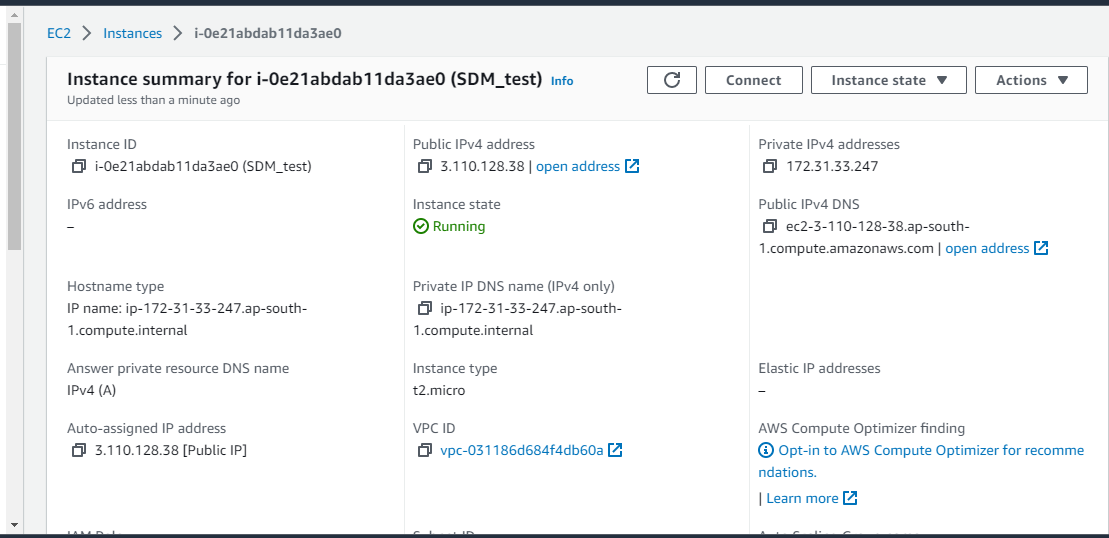 EC2 > Instances > i-0e21abdab11da3ae0
Instance summary for i-0e21abdab11da3ae0 (SDM_test) Info
Updated less than a minute ago
Connect
Instance state
Actions
Instance ID
i-0e21abdab11da3ae0 (SDM_test)
Public IPv4 address
3.110.128.38 | open address
Private IPv4 addresses
172.31.33.247
IPv6 address
–
Instance state
Running
Public IPv4 DNS
ec2-3-110-128-38.ap-south-
1.compute.amazonaws.com | open address
Hostname type
IP name: ip-172-31-33-247.ap-south-
1.compute.internal
Private IP DNS name (IPv4 only)
ip-172-31-33-247.ap-south-
1.compute.internal
Answer private resource DNS name
IPv4 (A)
Instance type
t2.micro
Elastic IP addresses
–
Auto-assigned IP address
3.110.128.38 [Public IP]
VPC ID
vpc-031186d684f4db60a
AWS Compute Optimizer finding
Opt-in to AWS Compute Optimizer for recomme
ndations.
| Learn more